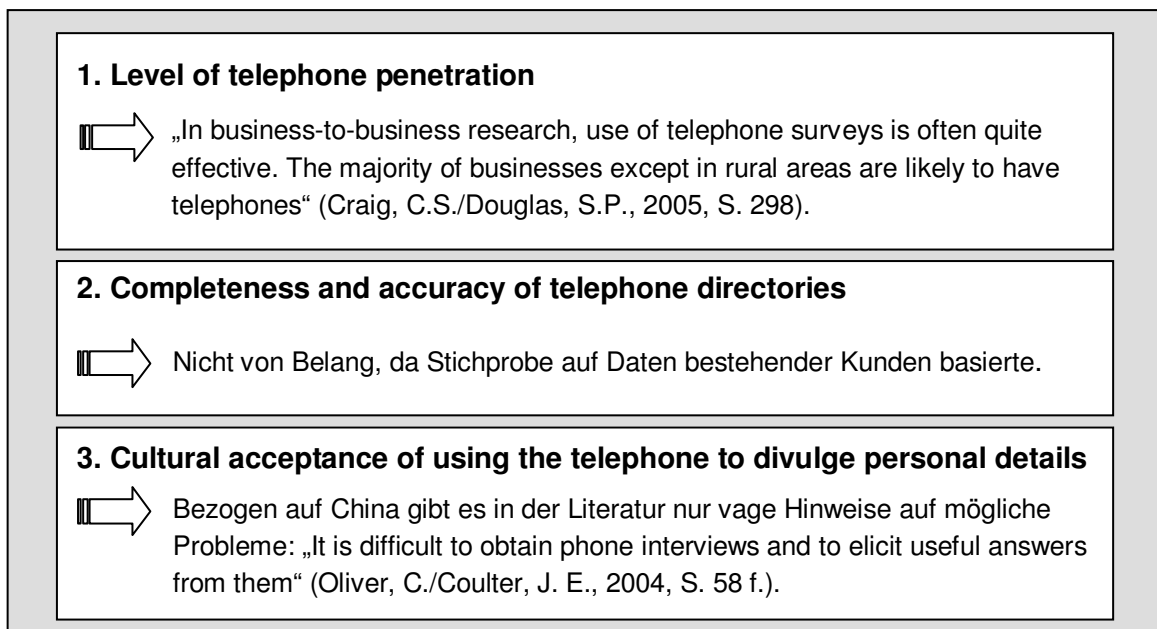 1. Level of telephone penetration
„In business-to-business research, use of telephone surveys is often quite
effective. The majority of businesses except in rural areas are likely to have
telephones“ (Craig, C.S./Douglas, S.P., 2005, S. 298).
2. Completeness and accuracy of telephone directories
Nicht von Belang, da Stichprobe auf Daten bestehender Kunden basierte.
3. Cultural acceptance of using the telephone to divulge personal details
Bezogen auf China gibt es in der Literatur nur vage Hinweise auf mögliche
Probleme: „It is difficult to obtain phone interviews and to elicit useful answers
from them“ (Oliver, C./Coulter, J. E., 2004, S. 58 f.).